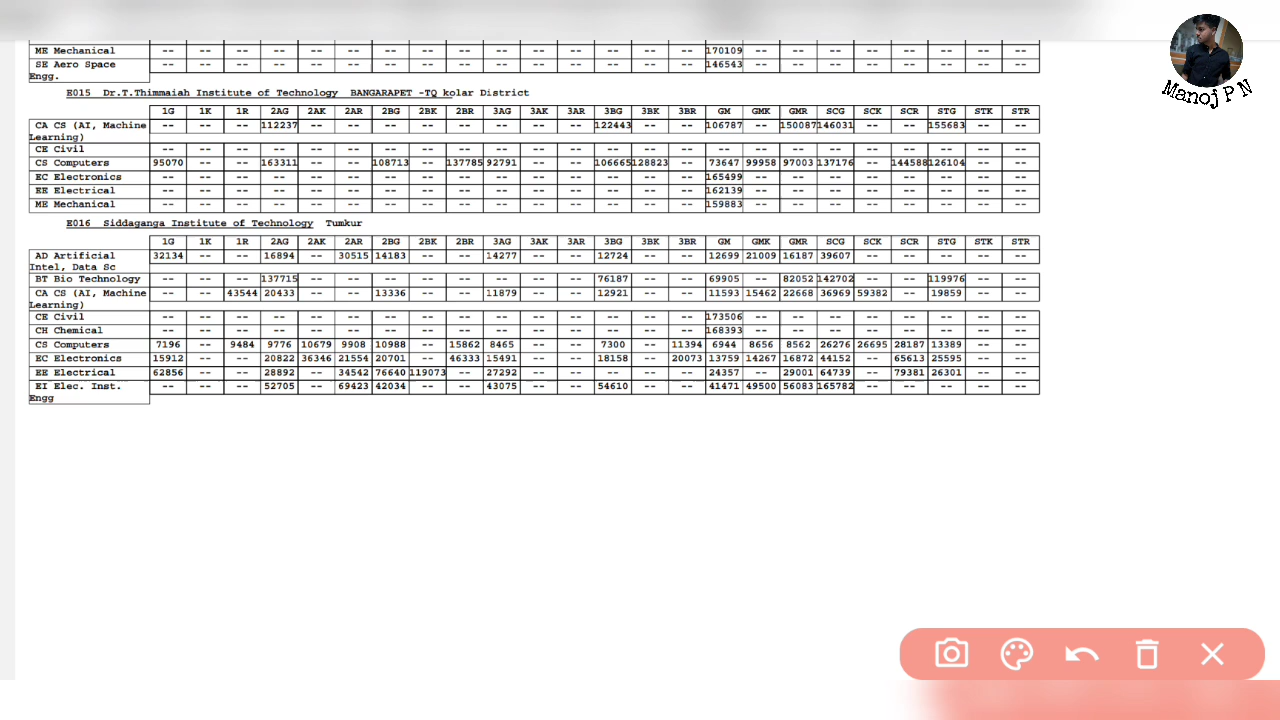 Manoj P N
ME Mechanical -- -- -- -- -- -- -- -- -- -- -- -- -- -- -- 170109 -- -- -- -- -- -- -- --
SE Aero Space -- -- -- -- -- -- -- -- -- -- -- -- -- -- -- 146543 -- -- -- -- -- -- -- --
Engg.
E015 Dr.T.Thimmaiah Institute of Technology BANGARAPET -TQ kolar District
1G 1K 1R 2AG 2AK 2AR 2BG 2BK 2BR 3AG 3AK 3AR 3BG 3BK 3BR GM GMK GMR SCG SCK SCR STG STK STR
CA CS (AI, Machine -- -- -- 112237 -- -- -- -- -- -- -- -- 122443 -- -- 106787 -- 150087 146031 -- -- 155683 -- --
Learning)
CE Civil -- -- -- -- -- -- -- -- -- -- -- -- -- -- -- -- -- -- -- -- -- -- -- --
CS Computers 95070 -- -- 163311 -- -- 108713 -- 137785 92791 -- -- 106665 128823 -- 73647 99958 97003 137176 -- 144588 126104 -- --
EC Electronics -- -- -- -- -- -- -- -- -- -- -- -- -- -- -- 165499 -- -- -- -- -- -- -- --
EE Electrical -- -- -- -- -- -- -- -- -- -- -- -- -- -- -- 162139 -- -- -- -- -- -- -- --
ME Mechanical -- -- -- -- -- -- -- -- -- -- -- -- -- -- -- 159883 -- -- -- -- -- -- -- --
E016 Siddaganga Institute of Technology Tumkur
1G 1K 1R 2AG 2AK 2AR 2BG 2BK 2BR 3AG 3AK 3AR 3BG 3BK 3BR GM GMK GMR SCG SCK SCR STG STK STR
AD Artificial 32134 -- -- 16894 -- 30515 14183 -- -- 14277 -- -- 12724 -- -- 12699 21009 16187 39607 -- -- -- -- --
Intel, Data Sc
BT Bio Technology -- -- -- 137715 -- -- -- -- -- -- -- -- 76187 -- -- 69905 -- 82052 142702 -- -- 119976 -- --
CA CS (AI, Machine -- -- 43544 20433 -- -- 13336 -- -- 11879 -- -- 12921 -- -- 11593 15462 22668 36969 59382 -- 19859 -- --
Learning)
CE Civil -- -- -- -- -- -- -- -- -- -- -- -- -- -- -- 173506 -- -- -- -- -- -- -- --
CH Chemical -- -- -- -- -- -- -- -- -- -- -- -- -- -- -- 168393 -- -- -- -- -- -- -- --
CS Computers 7196 -- 9484 9776 10679 9908 10988 -- 15862 8465 -- -- 7300 -- 11394 6944 8656 8562 26276 26695 28187 13389 -- --
EC Electronics 15912 -- -- 20822 36346 21554 20701 -- 46333 15491 -- -- 18158 -- 20073 13759 14267 16872 44152 -- 65613 25595 -- --
EE Electrical 62856 -- -- 28892 -- 34542 76640 119073 -- 27292 -- -- -- -- -- 24357 -- 29001 64739 -- 79381 26301 -- --
EI Elec. Inst. -- -- -- 52705 -- 69423 42034 -- -- 43075 -- -- 54610 -- -- 41471 49500 56083 165782 -- -- -- -- --
Engg